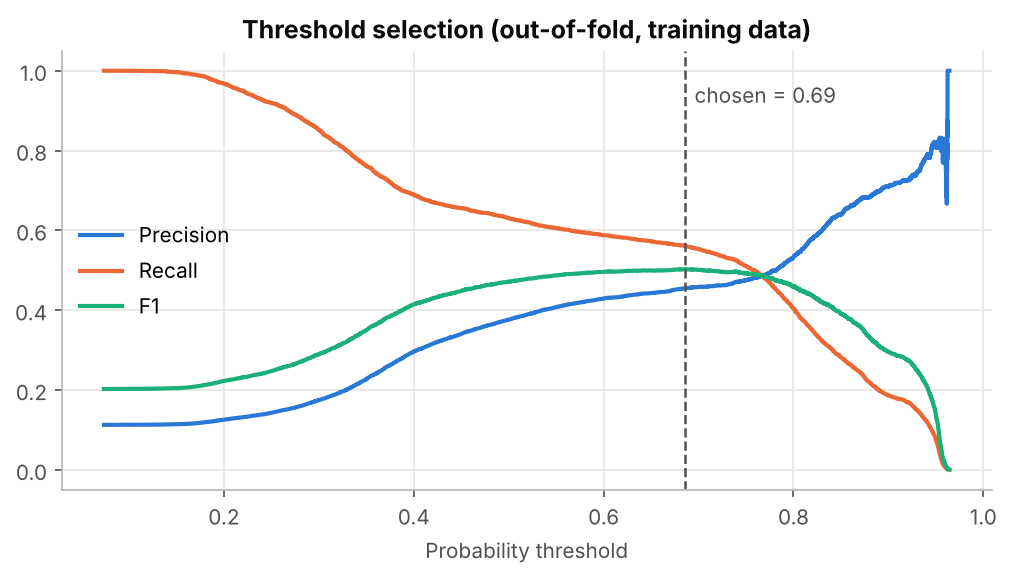 Threshold selection (out-of-fold, training data)
1.0
0.8
0.6
0.4
0.2
0.0
chosen = 0.69
Precision
Recall
F1
0.2 0.4 0.6 0.8 1.0
Probability threshold